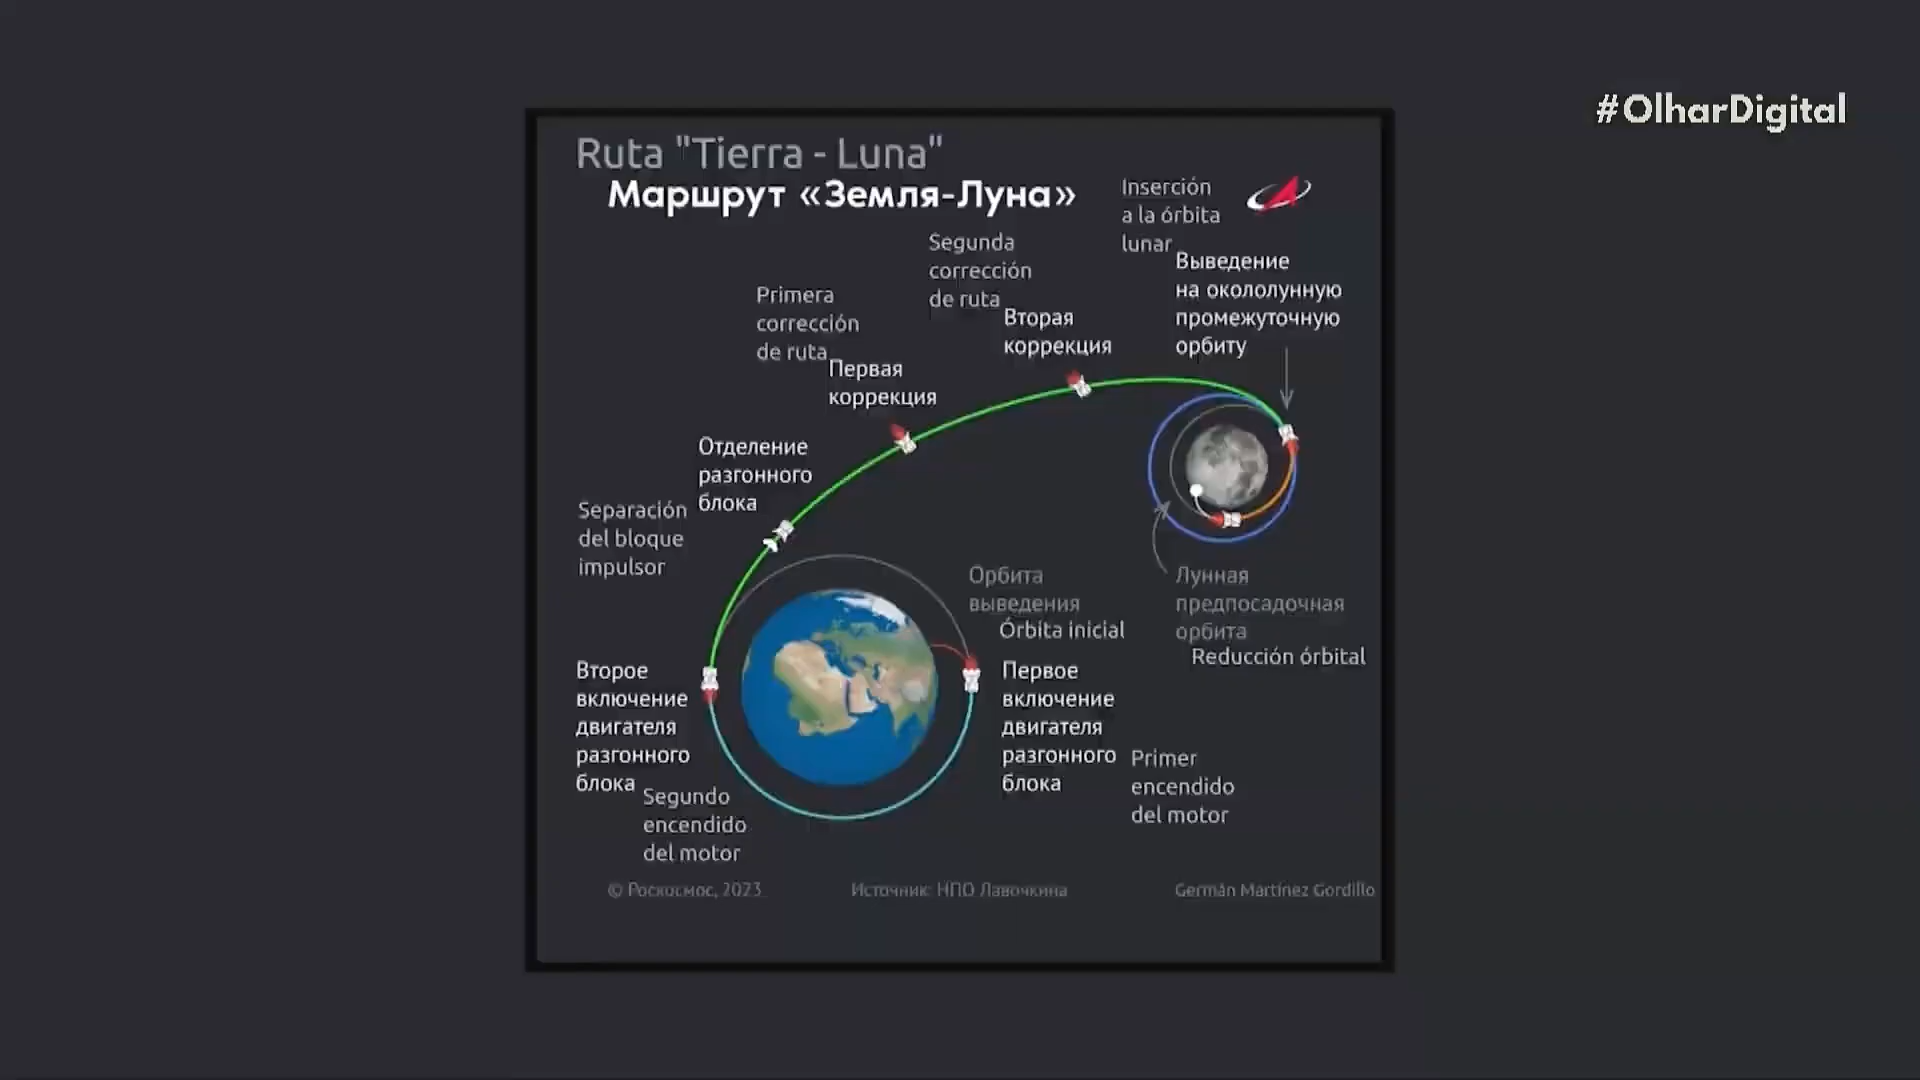 #OlharDigital
Ruta "Tierra - Luna"
Маршрут «Земля-Луна»
Inserción
a la órbita
lunar
Выведение
на окололунную
промежуточную
орбиту
Segunda
corrección
de ruta
Вторая
коррекция
Primera
corrección
de ruta
Первая
коррекция
Отделение
разгонного
блока
Separación
del bloque
impulsor
Орбита
выведения
Órbita inicial
Лунная
предпосадочная
орбита
Reducción órbital
Второе
включение
двигателя
разгонного
блока
Segundo
encendido
del motor
Первое
включение
двигателя
разгонного
блока
Primer
encendido
del motor
© Роскосмос, 2023
Источник: НПО Лавочкина
Germán Martínez Gordillo